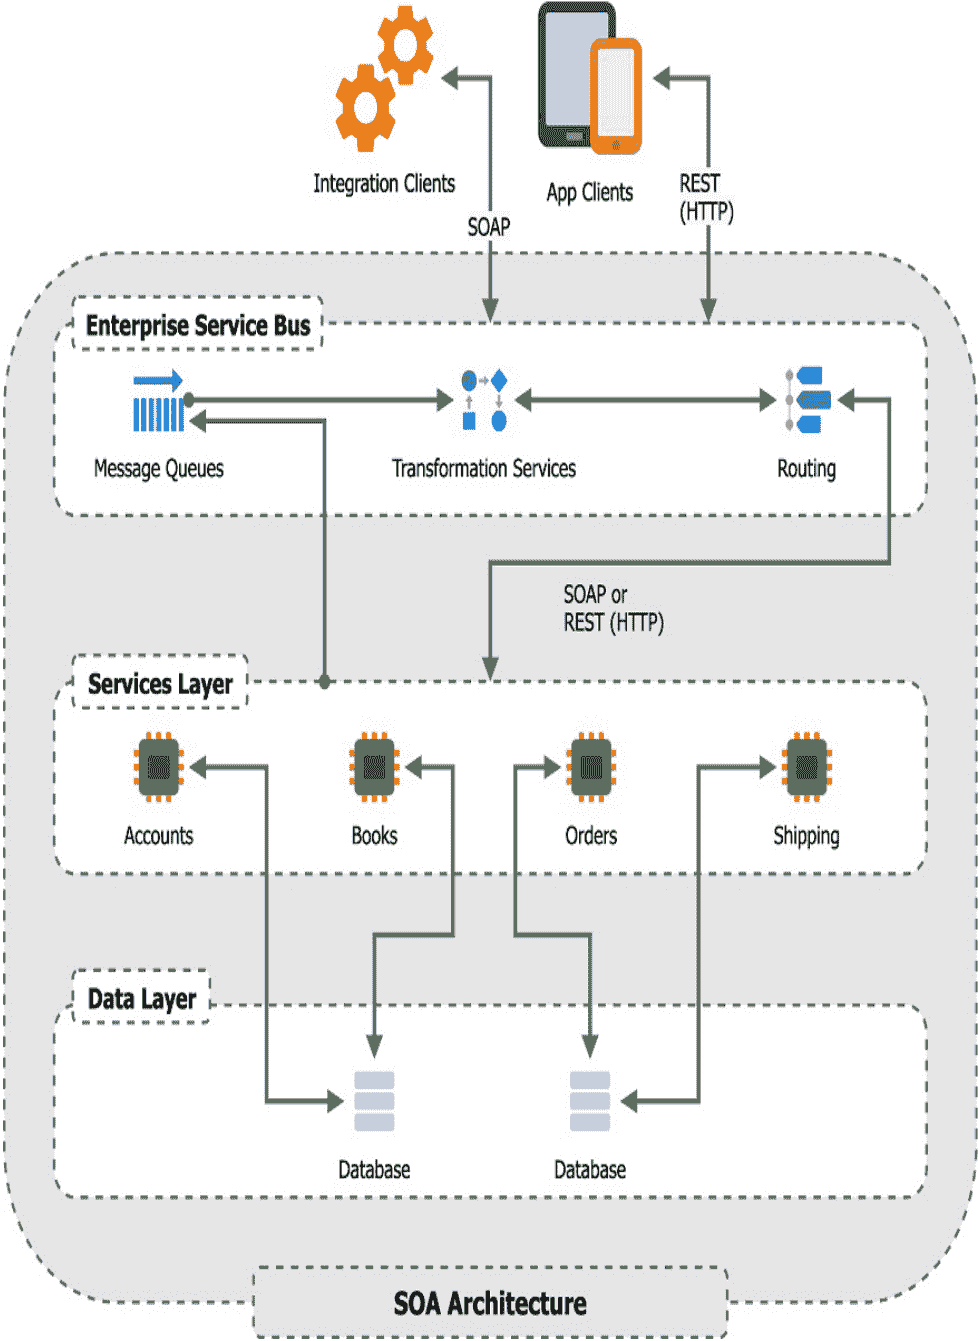 Integration Clients
App Clients
REST
(HTTP)
SOAP
Enterprise Service Bus
Message Queues
Transformation Services
Routing
SOAP or
REST (HTTP)
Services Layer
Accounts
Books
Orders
Shipping
Data Layer
Database
Database
SOA Architecture